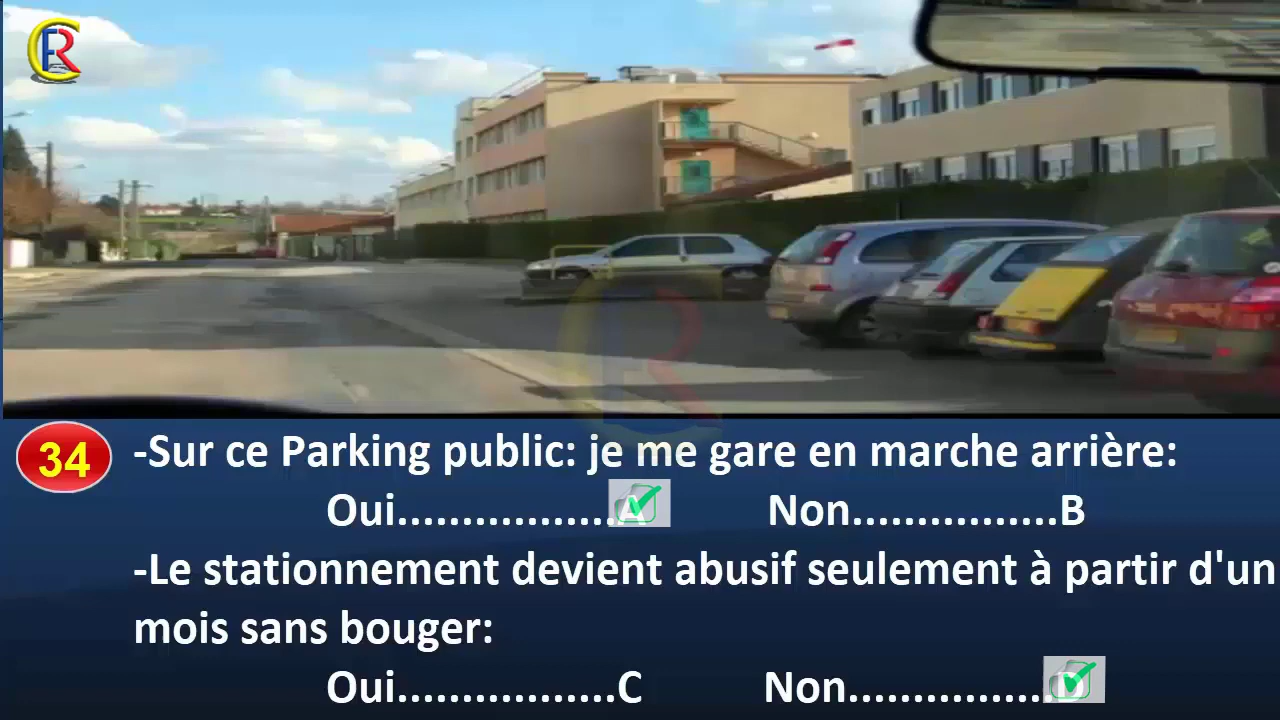 CFR
34 -Sur ce Parking public: je me gare en marche arrière:
Oui.................A Non................B
-Le stationnement devient abusif seulement à partir d'un
mois sans bouger:
Oui.................C Non................D